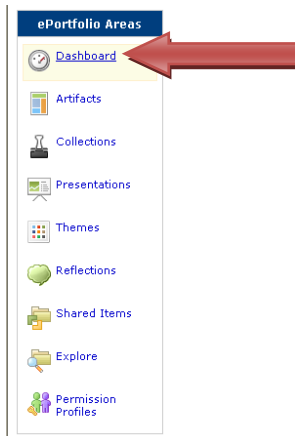 ePortfolio Areas
Dashboard
Artifacts
Collections
Presentations
Themes
Reflections
Shared Items
Explore
Permission
Profiles